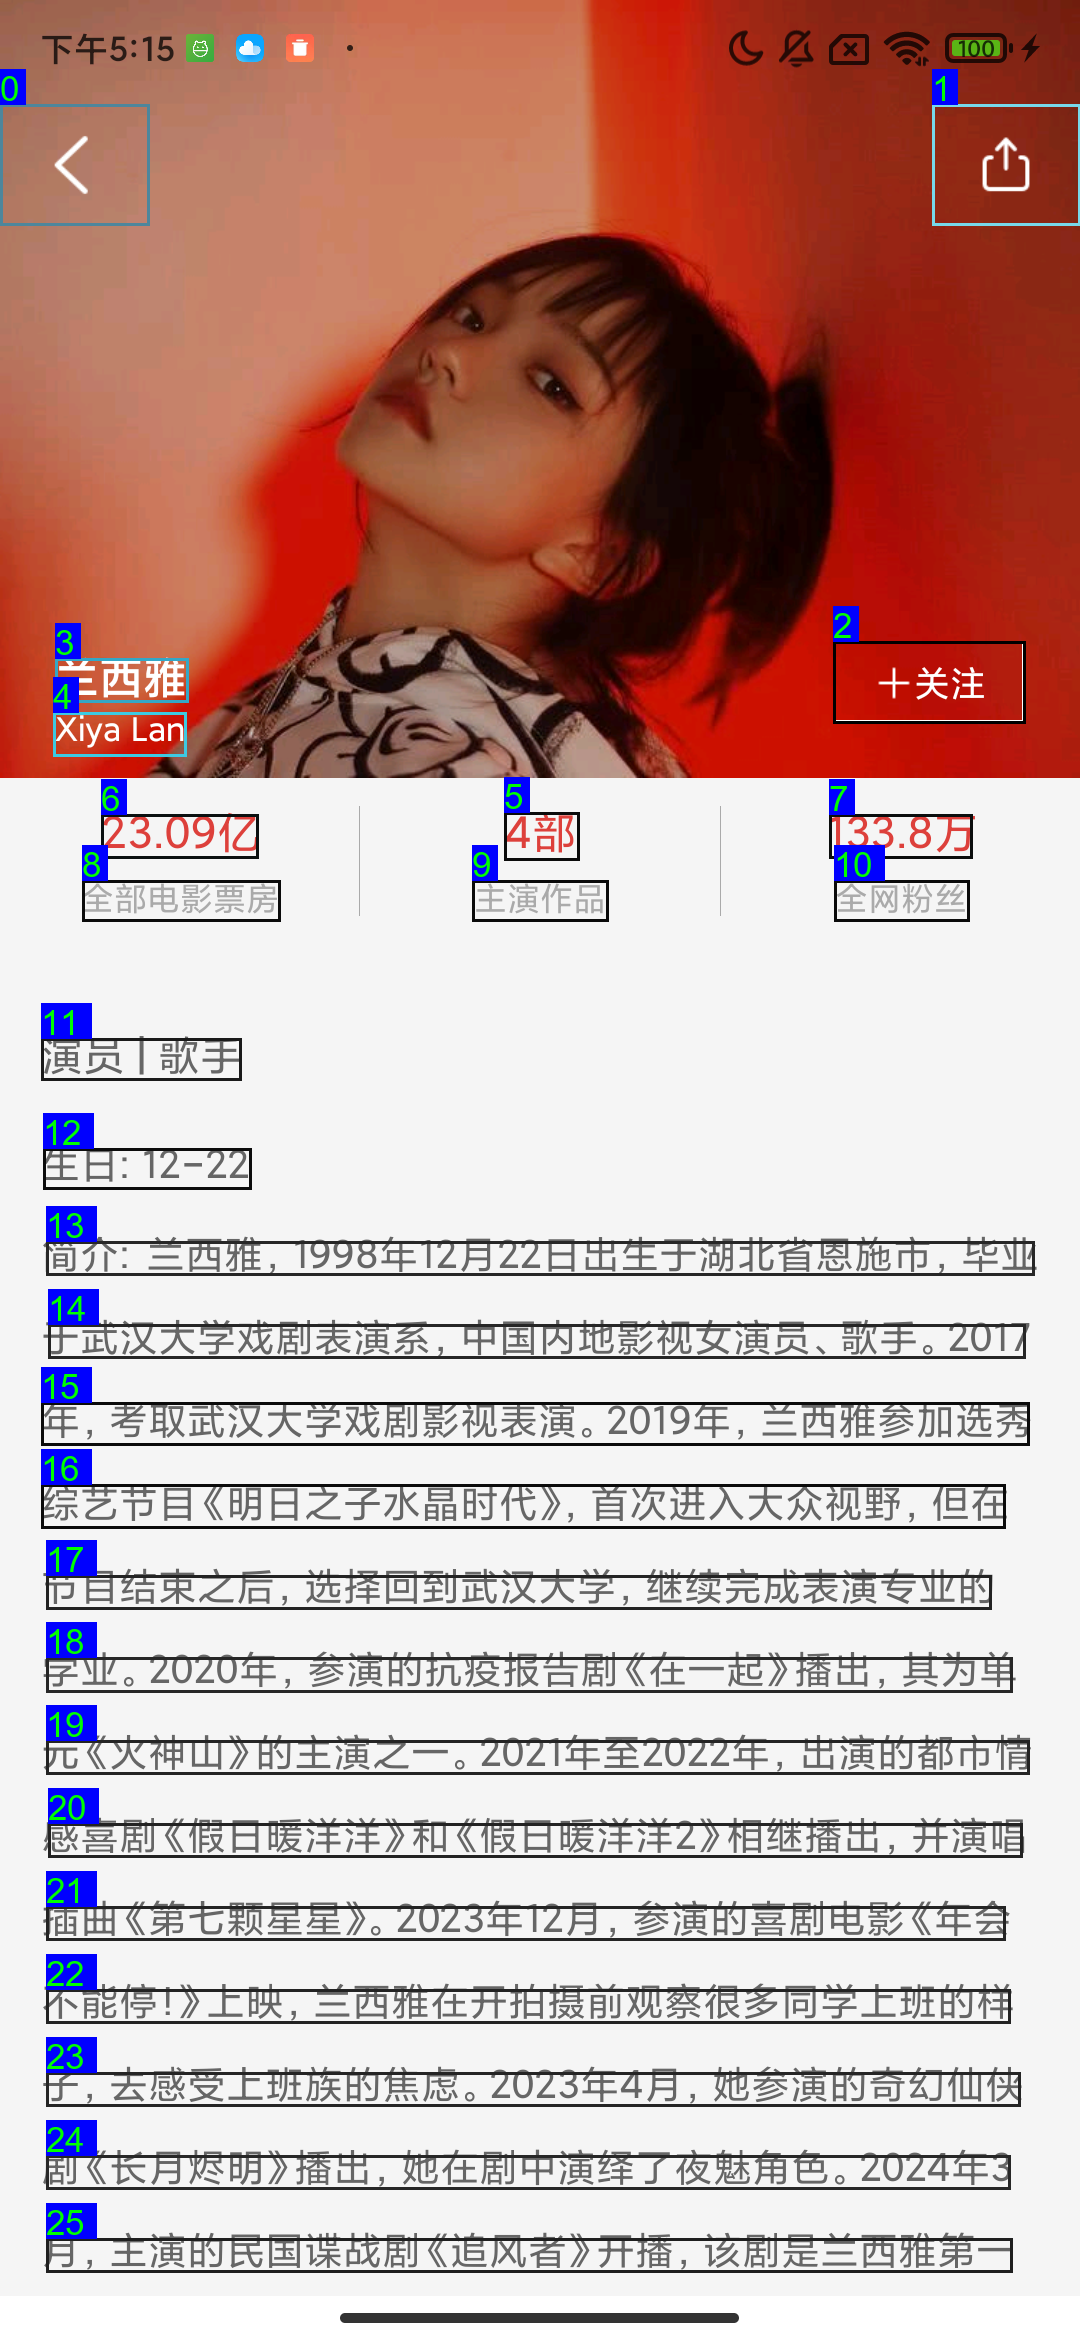 下午5:15
100
兰西雅
Xiya Lan
十关注
23.09亿
4部
133.8万
全部电影票房
主演作品
全网粉丝
演员 | 歌手
生日: 12-22
简介: 兰西雅, 1998年12月22日出生于湖北省恩施市, 毕业
于武汉大学戏剧表演系, 中国内地影视女演员、歌手。2017
年, 考取武汉大学戏剧影视表演。2019年, 兰西雅参加选秀
综艺节目《明日之子水晶时代》, 首次进入大众视野, 但在
节目结束之后, 选择回到武汉大学, 继续完成表演专业的
学业。2020年, 参演的抗疫报告剧《在一起》播出, 其为单
元《火神山》的主演之一。2021年至2022年, 出演的都市情
感喜剧《假日暖洋洋》和《假日暖洋洋2》相继播出, 并演唱
插曲《第七颗星星》。2023年12月, 参演的喜剧电影《年会
不能停!》上映, 兰西雅在开拍摄前观察很多同学上班的样
子, 去感受上班族的焦虑。2023年4月, 她参演的奇幻仙侠
剧《长月烬明》播出, 她在剧中演绎了夜魅角色。2024年3
月, 主演的民国谍战剧《追风者》开播, 该剧是兰西雅第一
0
1
2
3
4
5
6
7
8
9
10
11
12
13
14
15
16
17
18
19
20
21
22
23
24
25